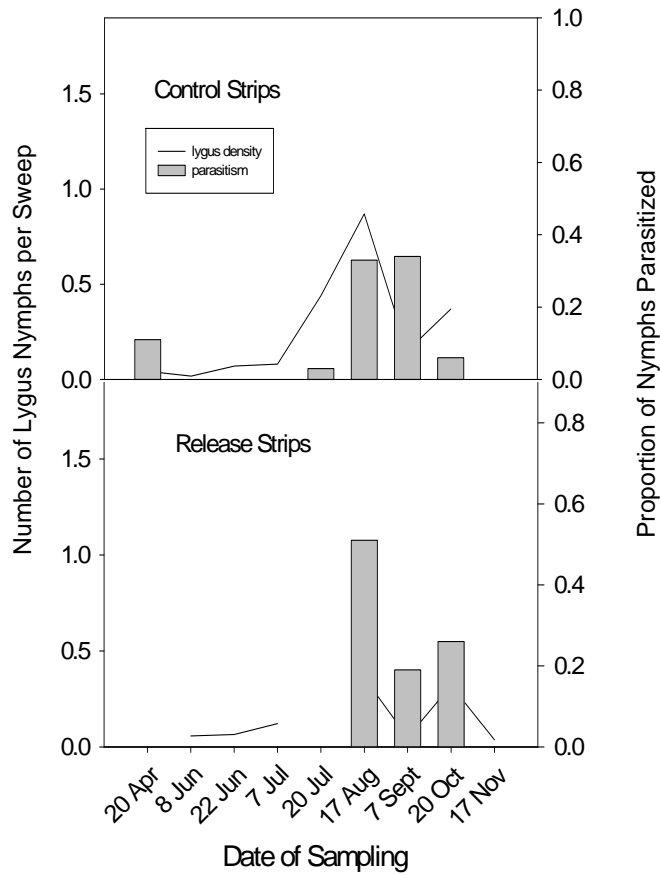 Number of Lygus Nymphs per Sweep
Control Strips
lygus density
parasitism
1.5
1.0
0.5
0.0
1.0
0.8
0.6
0.4
0.2
0.0
Proportion of Nymphs Parasitized
Release Strips
1.5
1.0
0.5
0.0
0.8
0.6
0.4
0.2
0.0
20 Apr
8 Jun
22 Jun
7 Jul
20 Jul
17 Aug
7 Sept
20 Oct
17 Nov
Date of Sampling